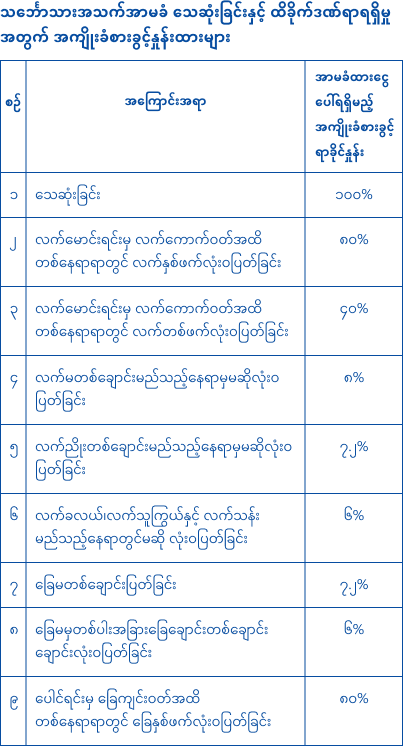 သင်္ဘောသားအသက်အာမခံ သေဆုံးခြင်းနှင့် ထိခိုက်ဒဏ်ရာရရှိမှု
အတွက် အကျိုးခံစားခွင့်နှုန်းထားများ
စဉ်
အကြောင်းအရာ
အာမခံထားငွေ
ပေါ်ရရှိမည့်
အကျိုးခံစားခွင့်
ရာခိုင်နှုန်း
၁ သေဆုံးခြင်း ၁၀၀%
၂ လက်မောင်းရင်းမှ လက်ကောက်ဝတ်အထိ ၈၀%
တစ်နေရာရာတွင် လက်နှစ်ဖက်လုံးဝပြတ်ခြင်း
၃ လက်မောင်းရင်းမှ လက်ကောက်ဝတ်အထိ ၄၀%
တစ်နေရာရာတွင် လက်တစ်ဖက်လုံးဝပြတ်ခြင်း
၄ လက်မတစ်ချောင်းမည်သည့်နေရာမှမဆိုလုံးဝ ၈%
ပြတ်ခြင်း
၅ လက်ညှိုးတစ်ချောင်းမည်သည့်နေရာမှမဆိုလုံးဝ ၇.၂%
ပြတ်ခြင်း
၆ လက်ခလယ်၊လက်သူကြွယ်နှင့် လက်သန်း ၆%
မည်သည့်နေရာတွင်မဆို လုံးဝပြတ်ခြင်း
၇ ခြေမတစ်ချောင်းပြတ်ခြင်း ၇.၂%
၈ ခြေမမှတစ်ပါးအခြားခြေချောင်းတစ်ချောင်း ၆%
ချောင်းလုံးဝပြတ်ခြင်း
၉ ပေါင်ရင်းမှ ခြေကျင်းဝတ်အထိ ၈၀%
တစ်နေရာရာတွင် ခြေနှစ်ဖက်လုံးဝပြတ်ခြင်း